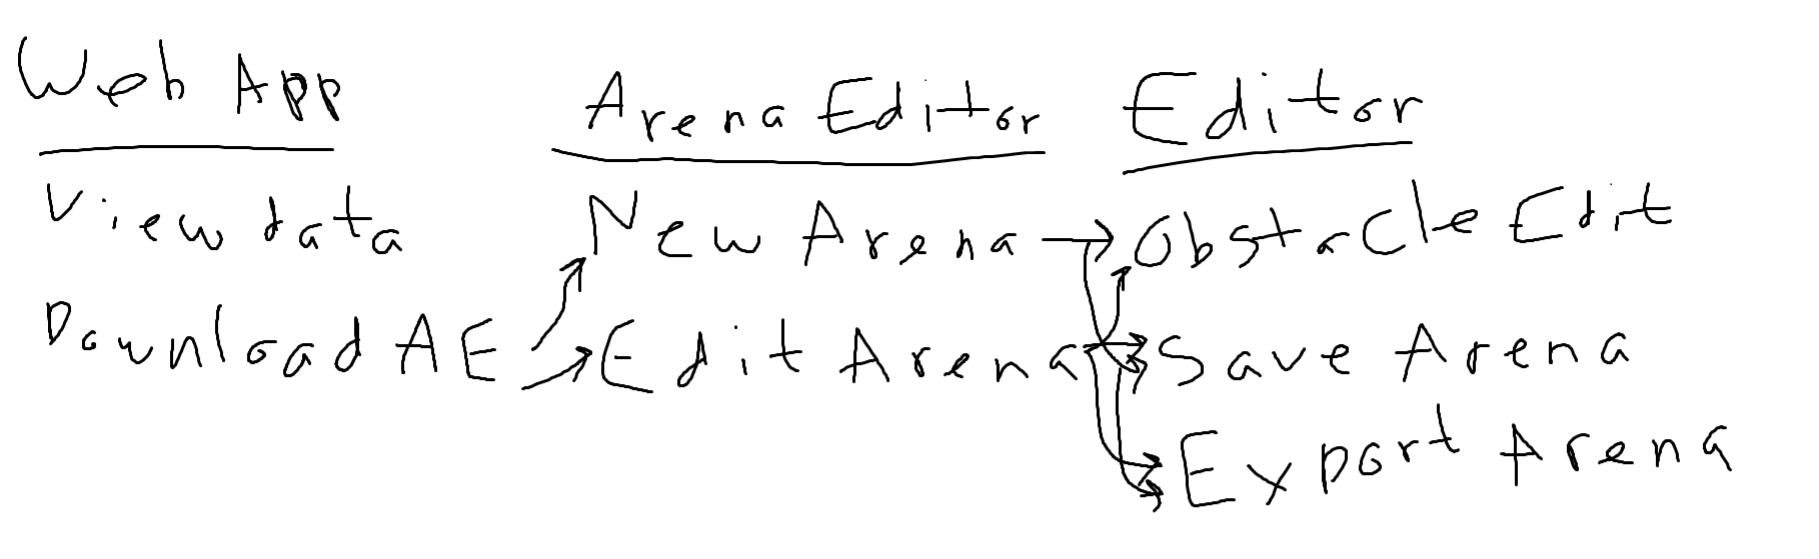 Web App
View data
Download AE
Arena Editor
New Arena
Edit Arena
Editor
Obstacle Edit
Save Arena
Export Arena